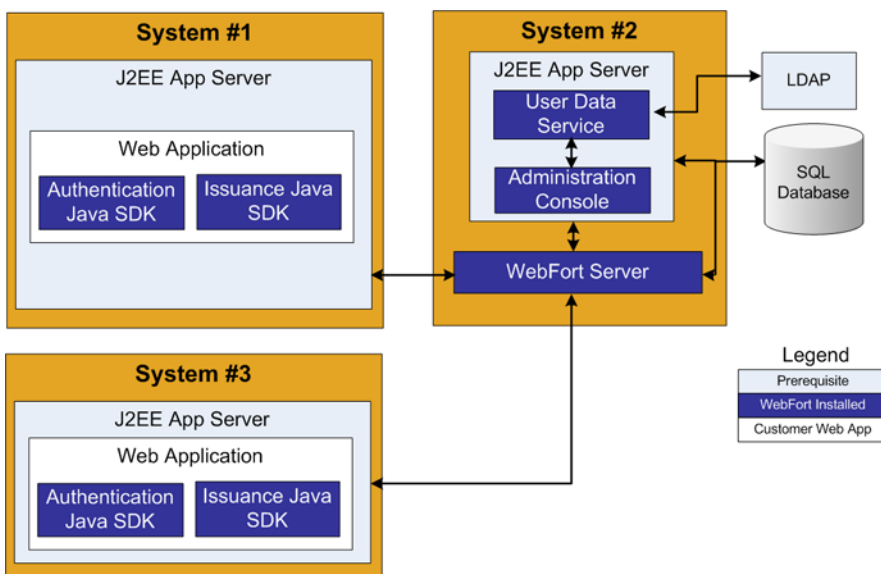 System #1
J2EE App Server
Web Application
Authentication
Java SDK
Issuance Java
SDK
System #2
J2EE App Server
User Data
Service
Administration
Console
WebFort Server
LDAP
SQL
Database
System #3
J2EE App Server
Web Application
Authentication
Java SDK
Issuance Java
SDK
Legend
Prerequisite
WebFort Installed
Customer Web App